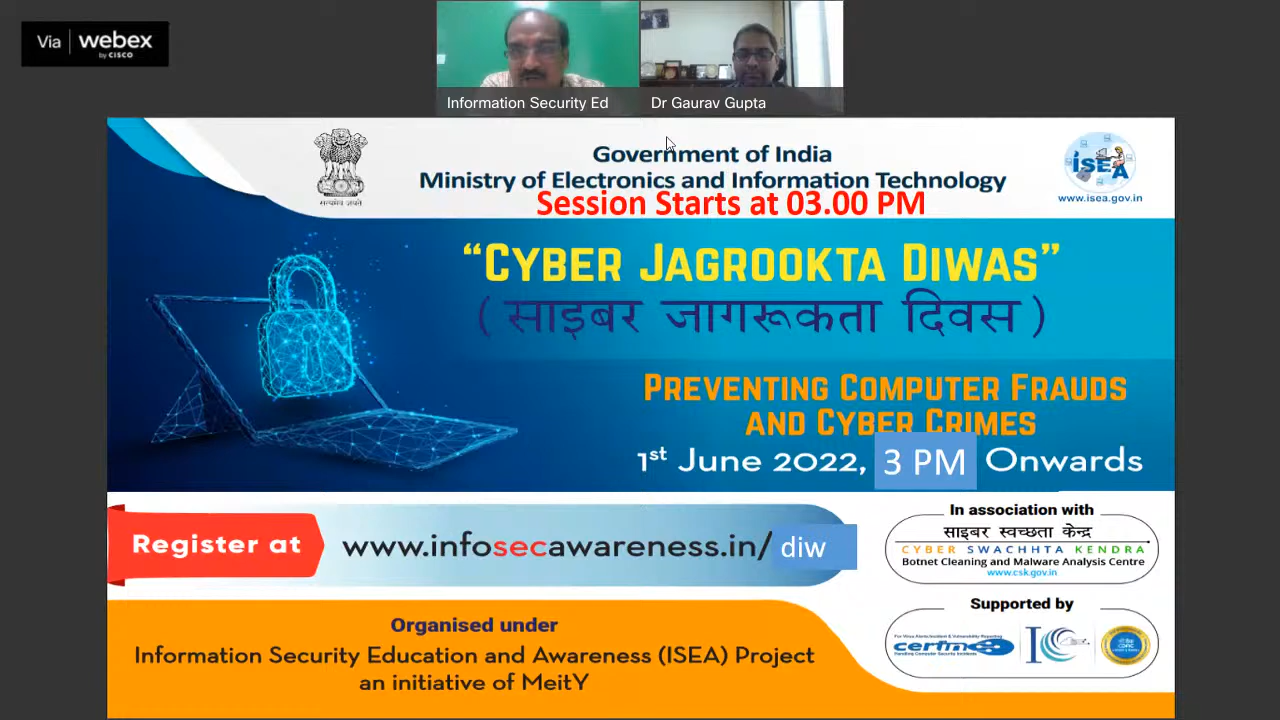 Via webex
by CISCO
Information Security Ed
Dr Gaurav Gupta
Government of India
Ministry of Electronics and Information Technology
Session Starts at 03.00 PM
सत्यमेव जयते
ISEA
www.isea.gov.in
“CYBER JAGROOKTA DIWAS”
( साइबर जागरूकता दिवस )
PREVENTING COMPUTER FRAUDS
AND CYBER CRIMES
1st June 2022, 3 PM Onwards
Register at
www.infosecawareness.in/ diw
In association with
साइबर स्वच्छता केन्द्र
CYBER SWACHHTA KENDRA
Botnet Cleaning and Malware Analysis Centre
www.csk.gov.in
Supported by
Organised under
Information Security Education and Awareness (ISEA) Project
an initiative of MeitY